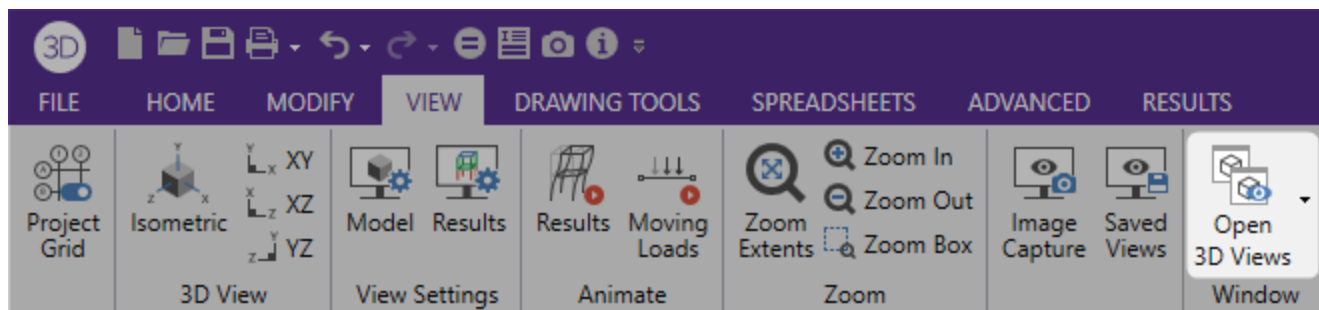 3D
FILE HOME MODIFY VIEW DRAWING TOOLS SPREADSHEETS ADVANCED RESULTS
Project
Grid
Y
Z X
Isometric
Y
X XY
X
Z XZ
Y
Z YZ
3D View
Model
Results
View Settings
Results
Moving
Loads
Animate
Zoom
Extents
Zoom In
Zoom Out
Zoom Box
Zoom
Image
Capture
Saved
Views
Open
3D Views
Window